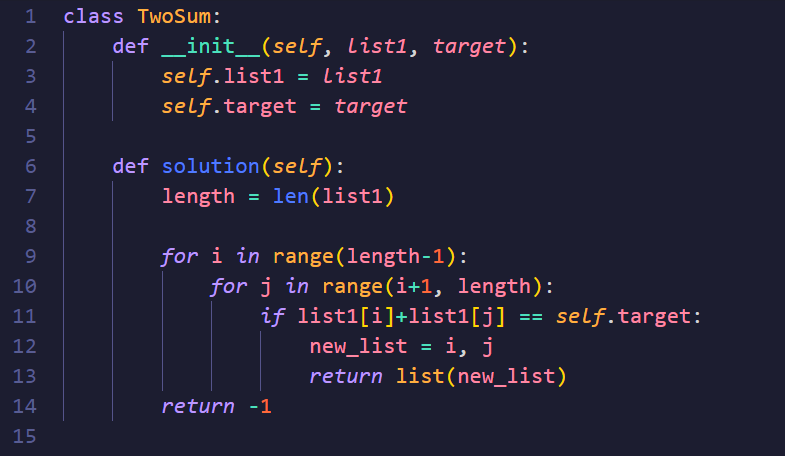 1 class TwoSum:
2     def __init__(self, list1, target):
3         self.list1 = list1
4         self.target = target
5
6     def solution(self):
7         length = len(list1)
8
9         for i in range(length-1):
10             for j in range(i+1, length):
11                 if list1[i]+list1[j] == self.target:
12                     new_list = i, j
13                     return list(new_list)
14         return -1
15